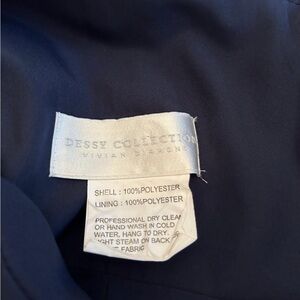 DESSY COLLECTION
VIVIAN DIAMOND
SHELL : 100%POLYESTER
LINING : 100%POLYESTER
PROFESSIONAL DRY CLEAN
OR HAND WASH IN COLD
WATER, HANG TO DRY.
STEAM ON BACK
FABRIC